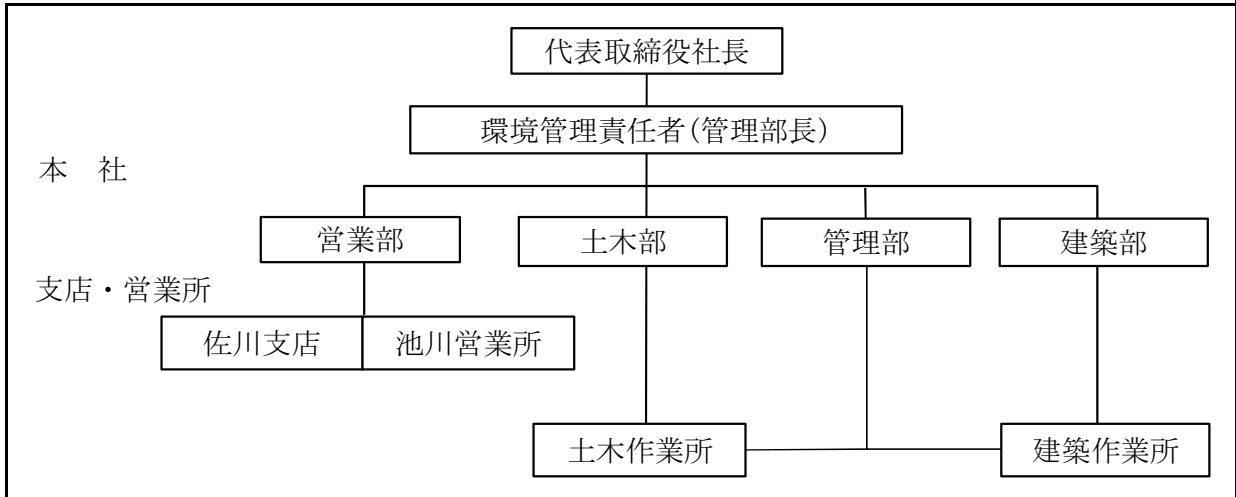 代表取締役社長
環境管理責任者(管理部長)
本　社
営業部　土木部　管理部　建築部
支店・営業所
佐川支店　池川営業所
土木作業所　建築作業所